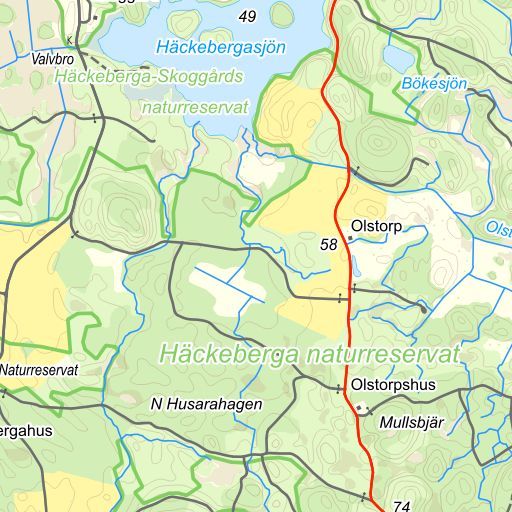 49
Häckebergasjön
Valvbro
K
Häckeberga-Skoggårds
naturreservat
Bökesjön
Olstorp
58
Häckeberga naturreservat
Naturreservat
Olstorpshus
N Husarahagen
Mullsbjär
ergahus
74